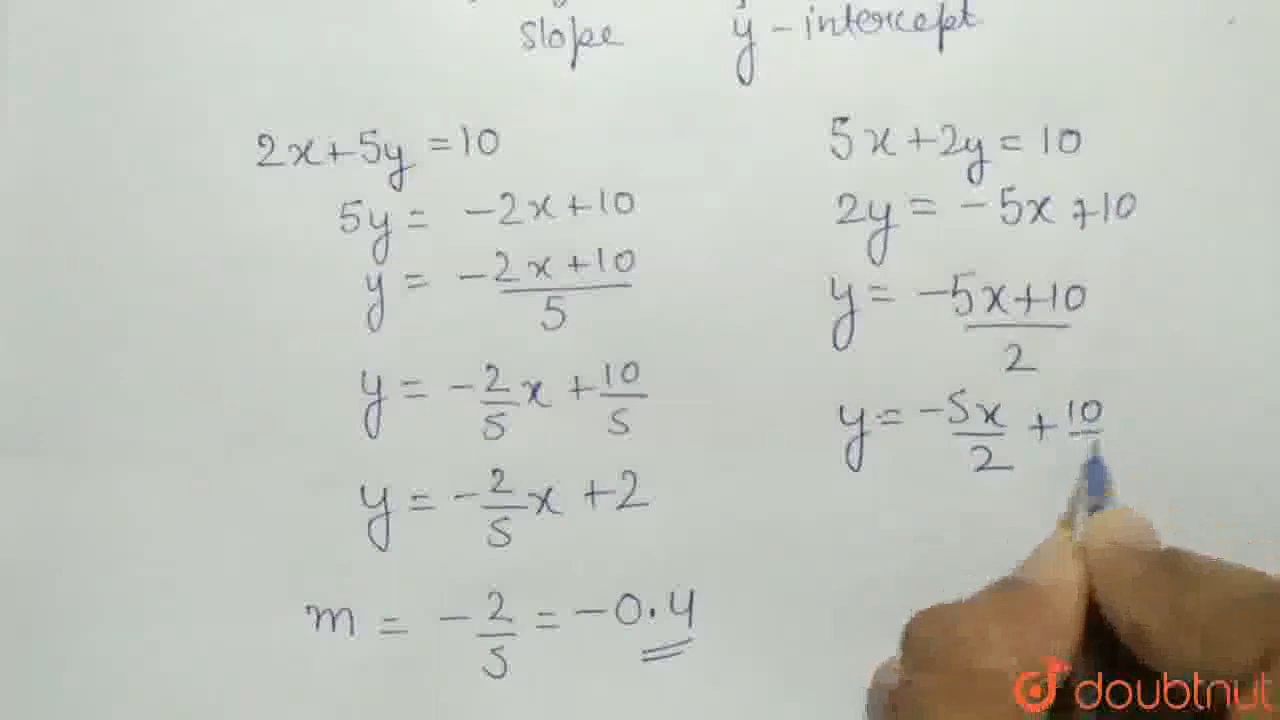 slope y - intercept
2x+5y = 10
5y = -2x+10
y = -2x+10
5
y = -2/5 x + 10/5
y = -2/5 x + 2
m = -2/5 = -0.4
5x+2y = 10
2y = -5x+10
y = -5x+10
2
y = -5x/2 + 10
doubtnut